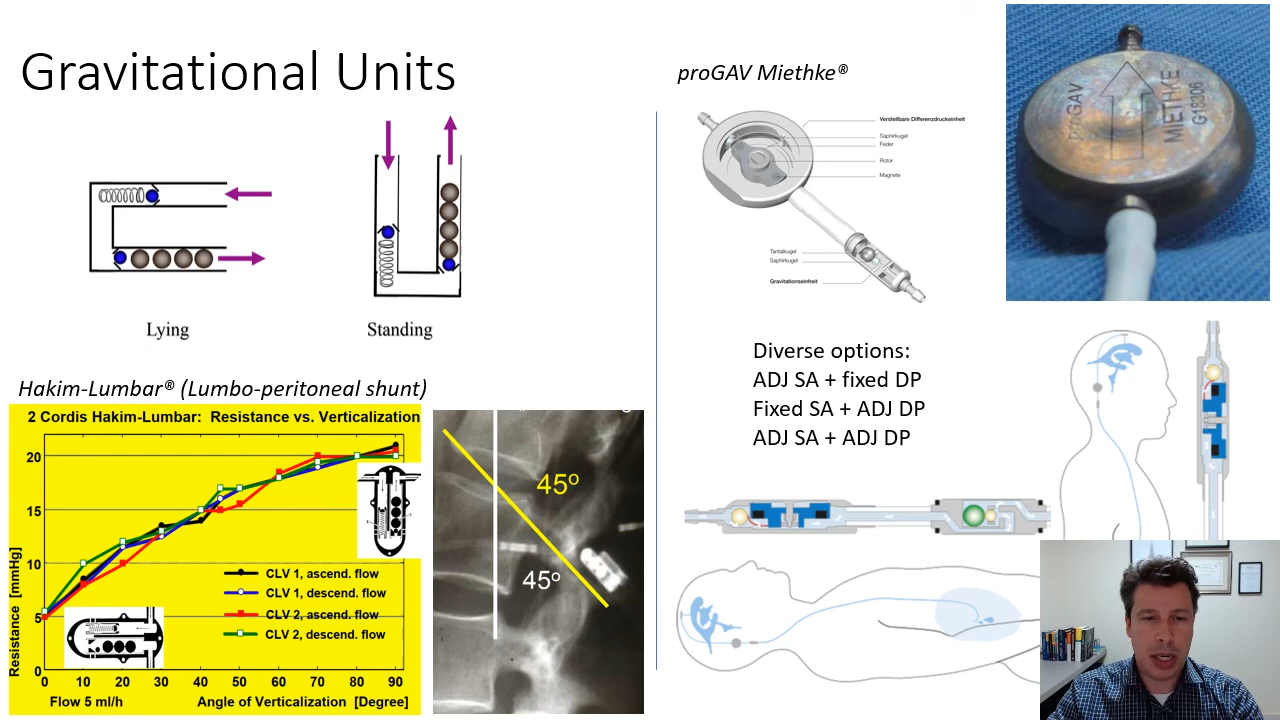 Gravitational Units
Lying
Standing
Hakim-Lumbar® (Lumbo-peritoneal shunt)
2 Cordis Hakim-Lumbar: Resistance vs. Verticalization
Resistance [mmHg]
20
15
10
5
0
CLV 1, ascend. flow
CLV 1, descend. flow
CLV 2, ascend. flow
CLV 2, descend. flow
0 10 20 30 40 50 60 70 80 90
Flow 5 ml/h
Angle of Verticalization [Degree]
45º
45º
proGAV Miethke®
Verstellbare Differenzdruckeinheit
Saphirkugel
Feder
Rotor
Magnete
Tantalkugel
Saphirkugel
Gravitationseinheit
proGAV
MIETHKE
Diverse options:
ADJ SA + fixed DP
Fixed SA + ADJ DP
ADJ SA + ADJ DP